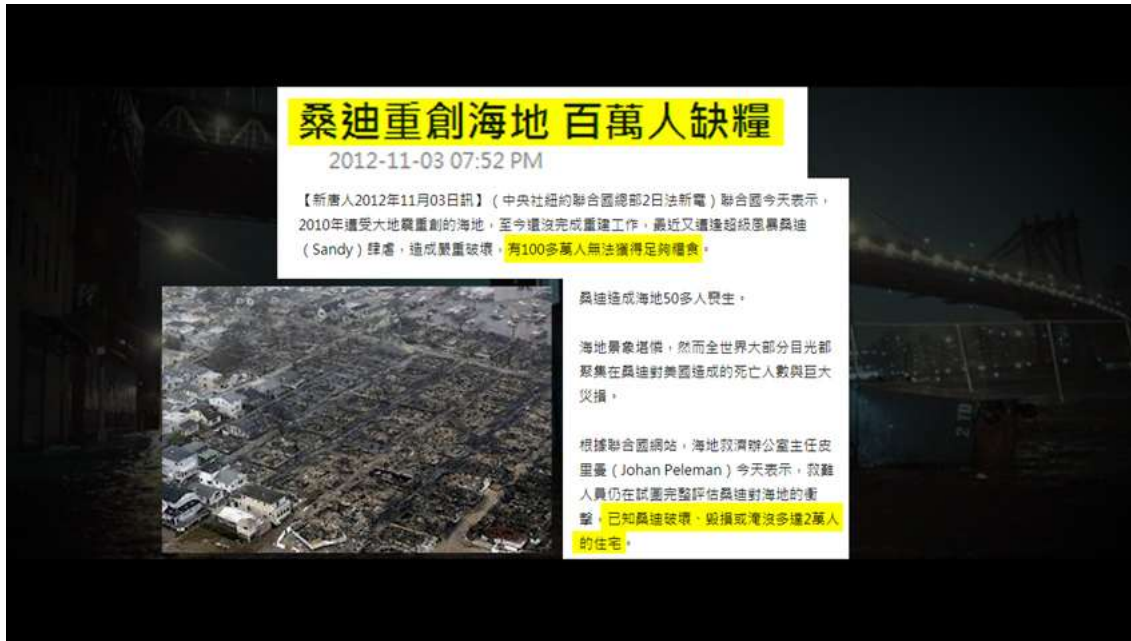 桑迪重創海地 百萬人缺糧
2012-11-03 07:52 PM
【新唐人2012年11月03日訊】（中央社紐約聯合國總部2日法新電）聯合國今天表示，
2010年遭受大地震重創的海地，至今還沒完成重建工作，最近又遭逢超級風暴桑迪
（Sandy）肆虐，造成嚴重破壞，有100多萬人無法獲得足夠糧食。
桑迪造成海地50多人喪生。
海地景象堪憐，然而全世界大部分目光都
聚集在桑迪對美國造成的死亡人數與巨大
災損。
根據聯合國網站，海地救濟辦公室主任皮
里曼（Johan Peleman）今天表示，救難
人員仍在試圖完整評估桑迪對海地的衝
擊，已知桑迪破壞、毀損或淹沒多達2萬人
的住宅。